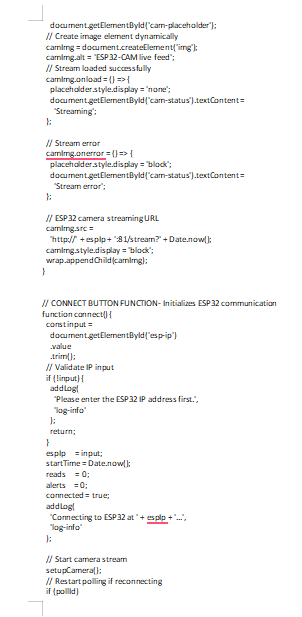 document.getElementById('cam-placeholder');
// Create image element dynamically
camImg = document.createElement('img');
camImg.alt = 'ESP32-CAM live feed';
// Stream loaded successfully
camImg.onload = () => {
placeholder.style.display = 'none';
document.getElementById('cam-status').textContent =
'Streaming';
};
// Stream error
camImg.onerror = () => {
placeholder.style.display = 'block';
document.getElementById('cam-status').textContent =
'Stream error';
};
// ESP32 camera streaming URL
camImg.src =
'http://' + espIp + ':81/stream?' + Date.now();
camImg.style.display = 'block';
wrap.appendChild(camImg);
}
// CONNECT BUTTON FUNCTION- Initializes ESP32 communication
function connect() {
const input =
document.getElementById('esp-ip')
.value
.trim();
// Validate IP input
if (!input) {
addLog(
'Please enter the ESP32 IP address first.',
'log-info'
);
return;
}
espIp = input;
startTime = Date.now();
reads = 0;
alerts = 0;
connected = true;
addLog(
'Connecting to ESP32 at ' + espIp + '...',
'log-info'
);
// Start camera stream
setupCamera();
// Restart polling if reconnecting
if (pollId)